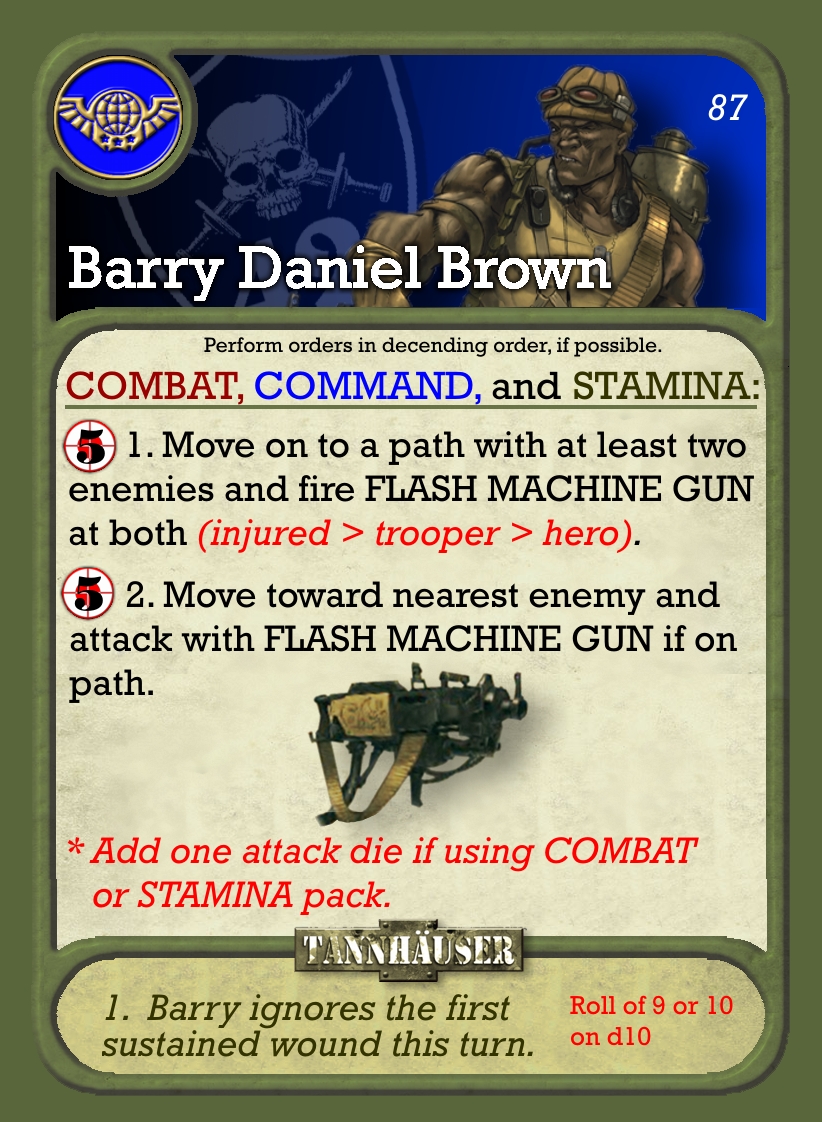 87
Barry Daniel Brown
Perform orders in decending order, if possible.
COMBAT, COMMAND, and STAMINA:
5 1. Move on to a path with at least two
enemies and fire FLASH MACHINE GUN
at both (injured > trooper > hero).
5 2. Move toward nearest enemy and
attack with FLASH MACHINE GUN if on
path.
* Add one attack die if using COMBAT
or STAMINA pack.
TANNHÄUSER
1. Barry ignores the first
sustained wound this turn.
Roll of 9 or 10
on d10